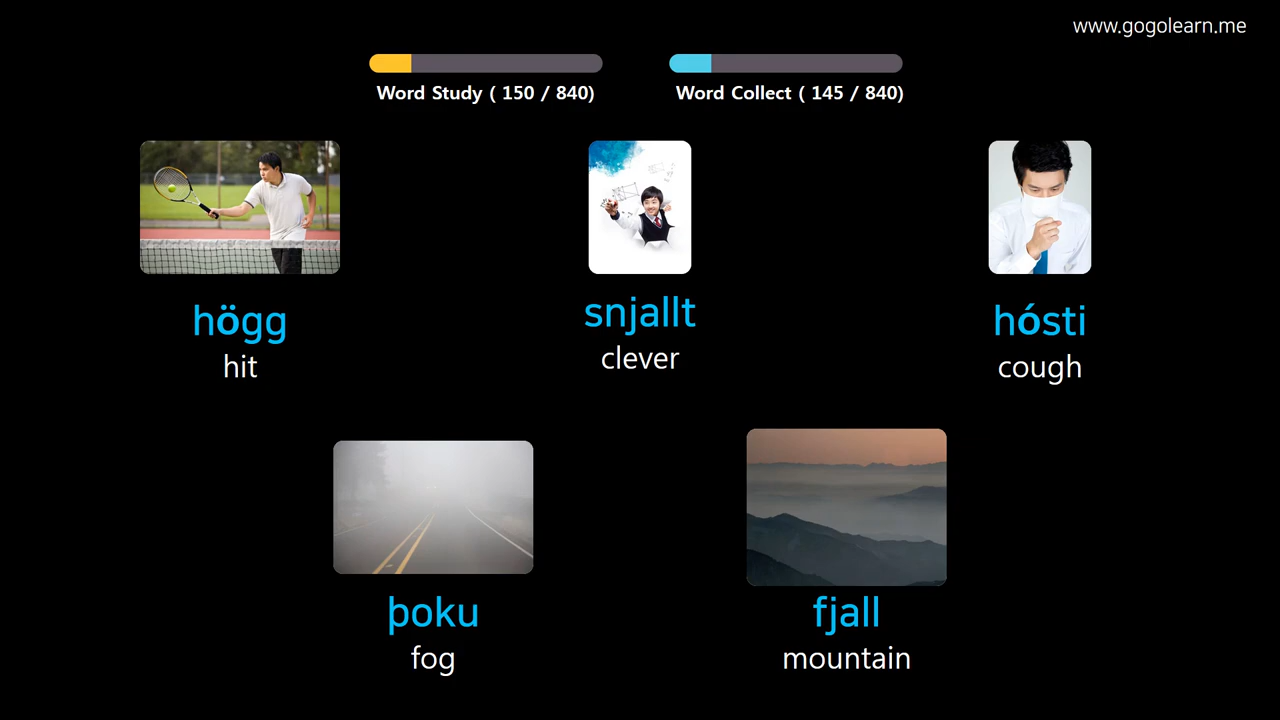 www.gogolearn.me
Word Study ( 150 / 840)
Word Collect ( 145 / 840)
högg
hit
snjallt
clever
hósti
cough
þoku
fog
fjall
mountain